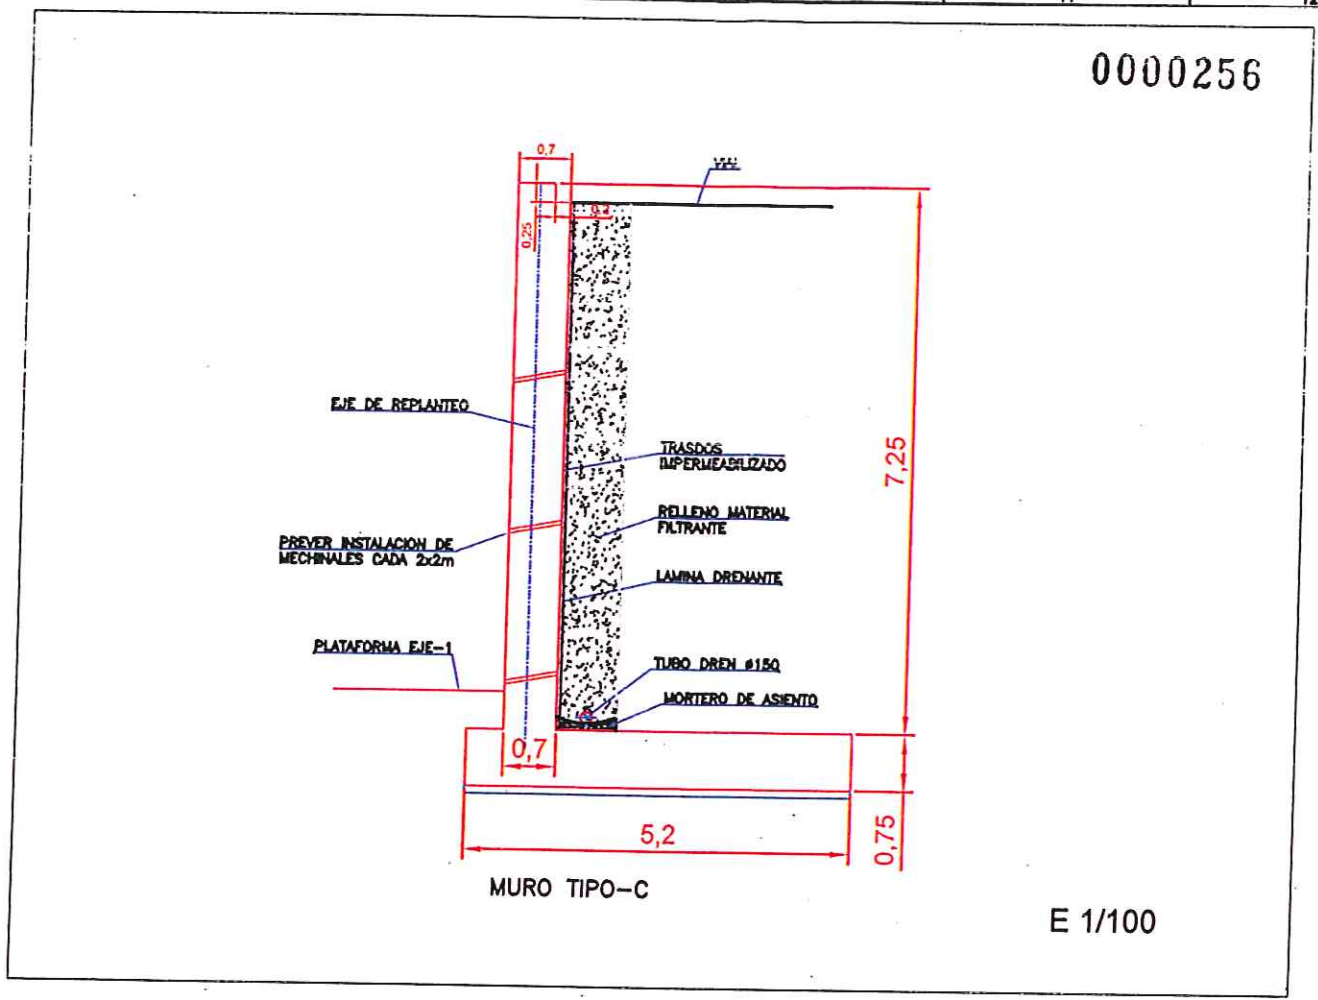 0000256
0,7
0,2
0,25
EJE DE REPLANTEO
7,25
TRASDOS
IMPERMEABILIZADO
RELLENO MATERIAL
FILTRANTE
PREVER INSTALACION DE
MECHINALES CADA 2x2m
LAMINA DRENANTE
PLATAFORMA EJE-1
TUBO DREN ø150
MORTERO DE ASIENTO
0,7
5,2
0,75
MURO TIPO-C
E 1/100